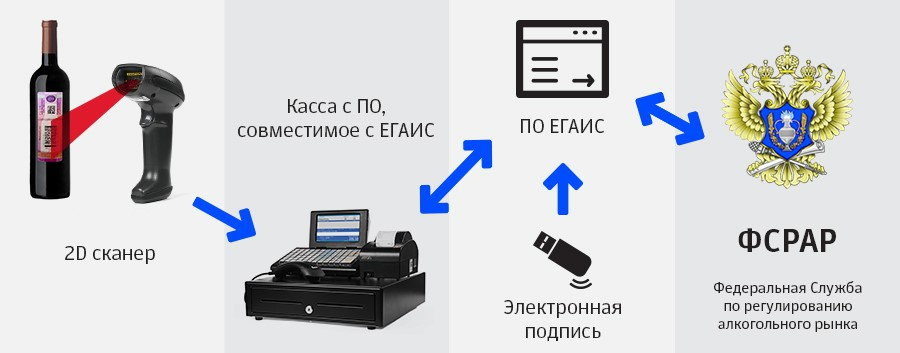 2D сканер
Касса с ПО,
совместимое с ЕГАИС
ПО ЕГАИС
Электронная
подпись
ФСРАР
Федеральная Служба
по регулированию
алкогольного рынка